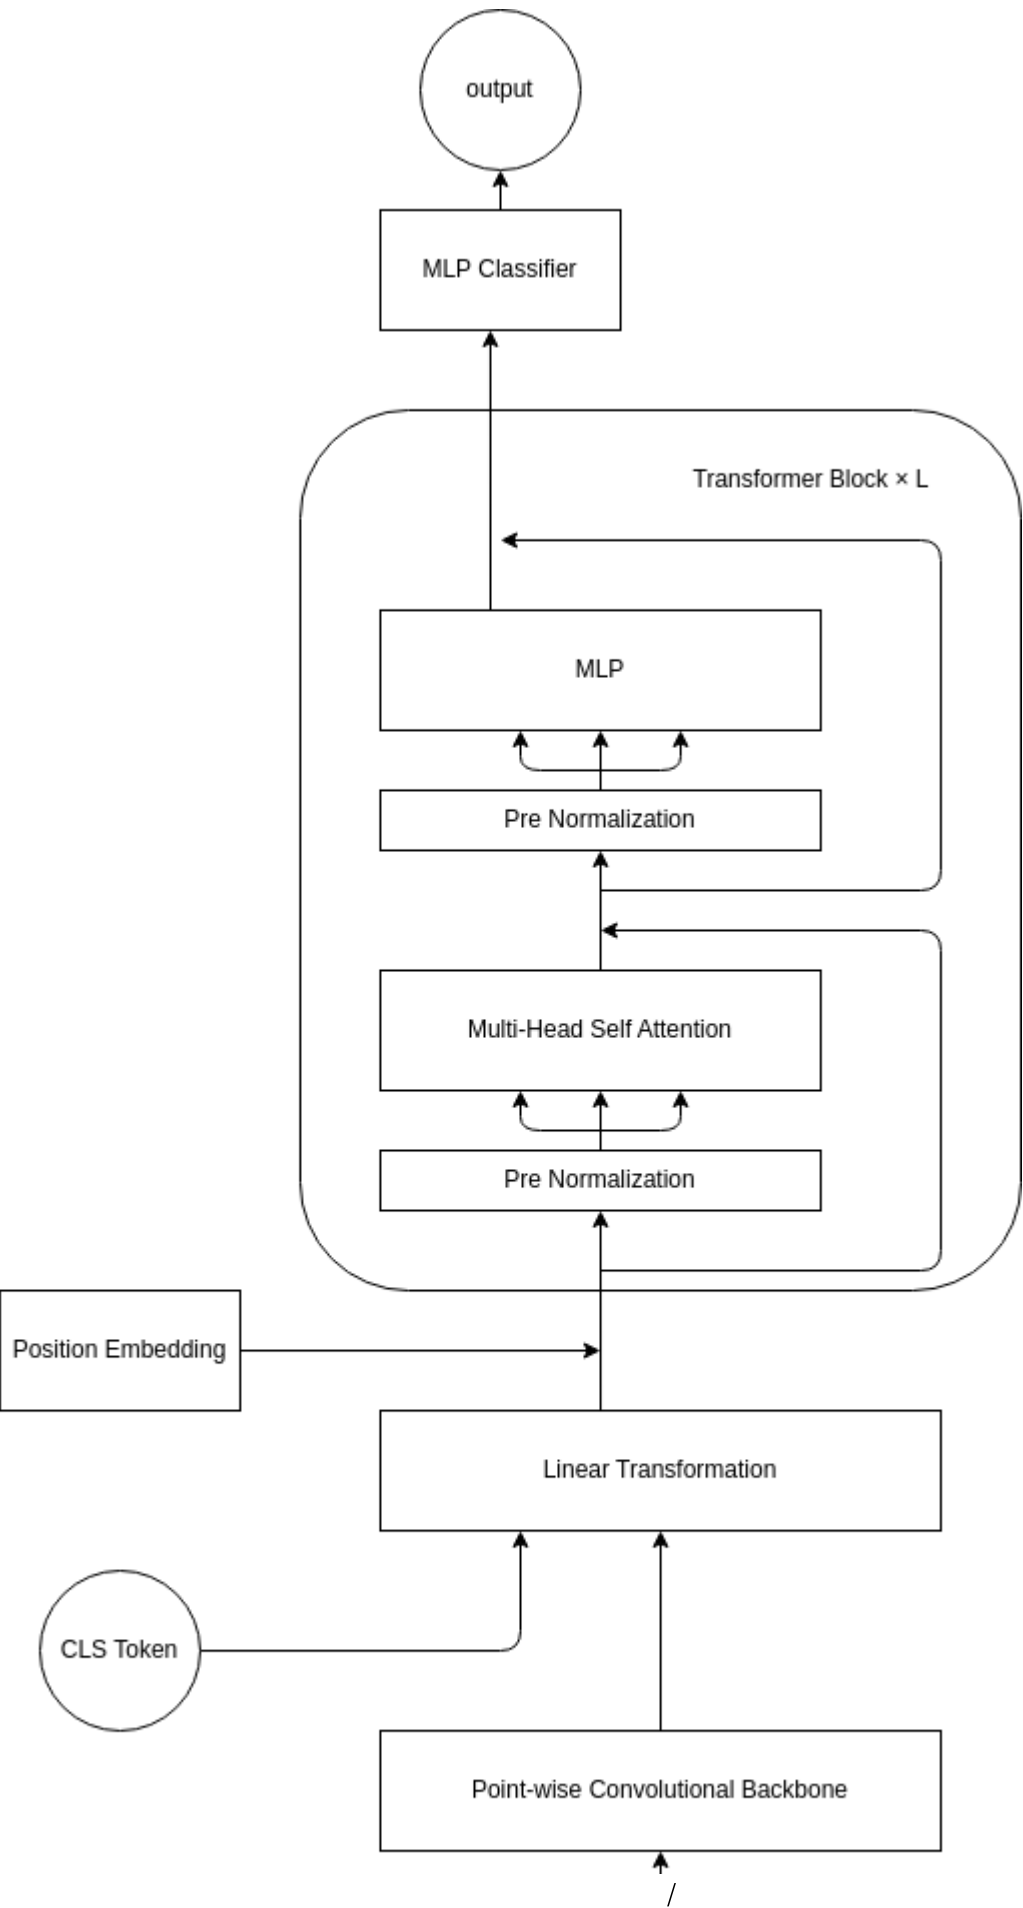 output
MLP Classifier
Transformer Block × L
MLP
Pre Normalization
Multi-Head Self Attention
Pre Normalization
Position Embedding
Linear Transformation
CLS Token
Point-wise Convolutional Backbone
/